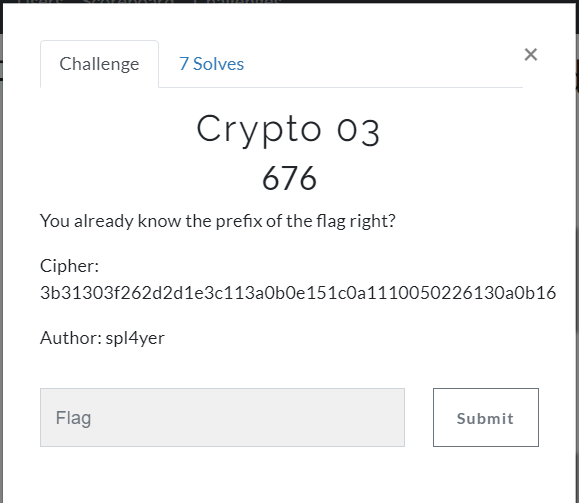 Challenge
7 Solves
×
Crypto 03
676
You already know the prefix of the flag right?
Cipher:
3b31303f262d2d1e3c113a0b0e151c0a1110050226130a0b16
Author: spl4yer
Flag
Submit